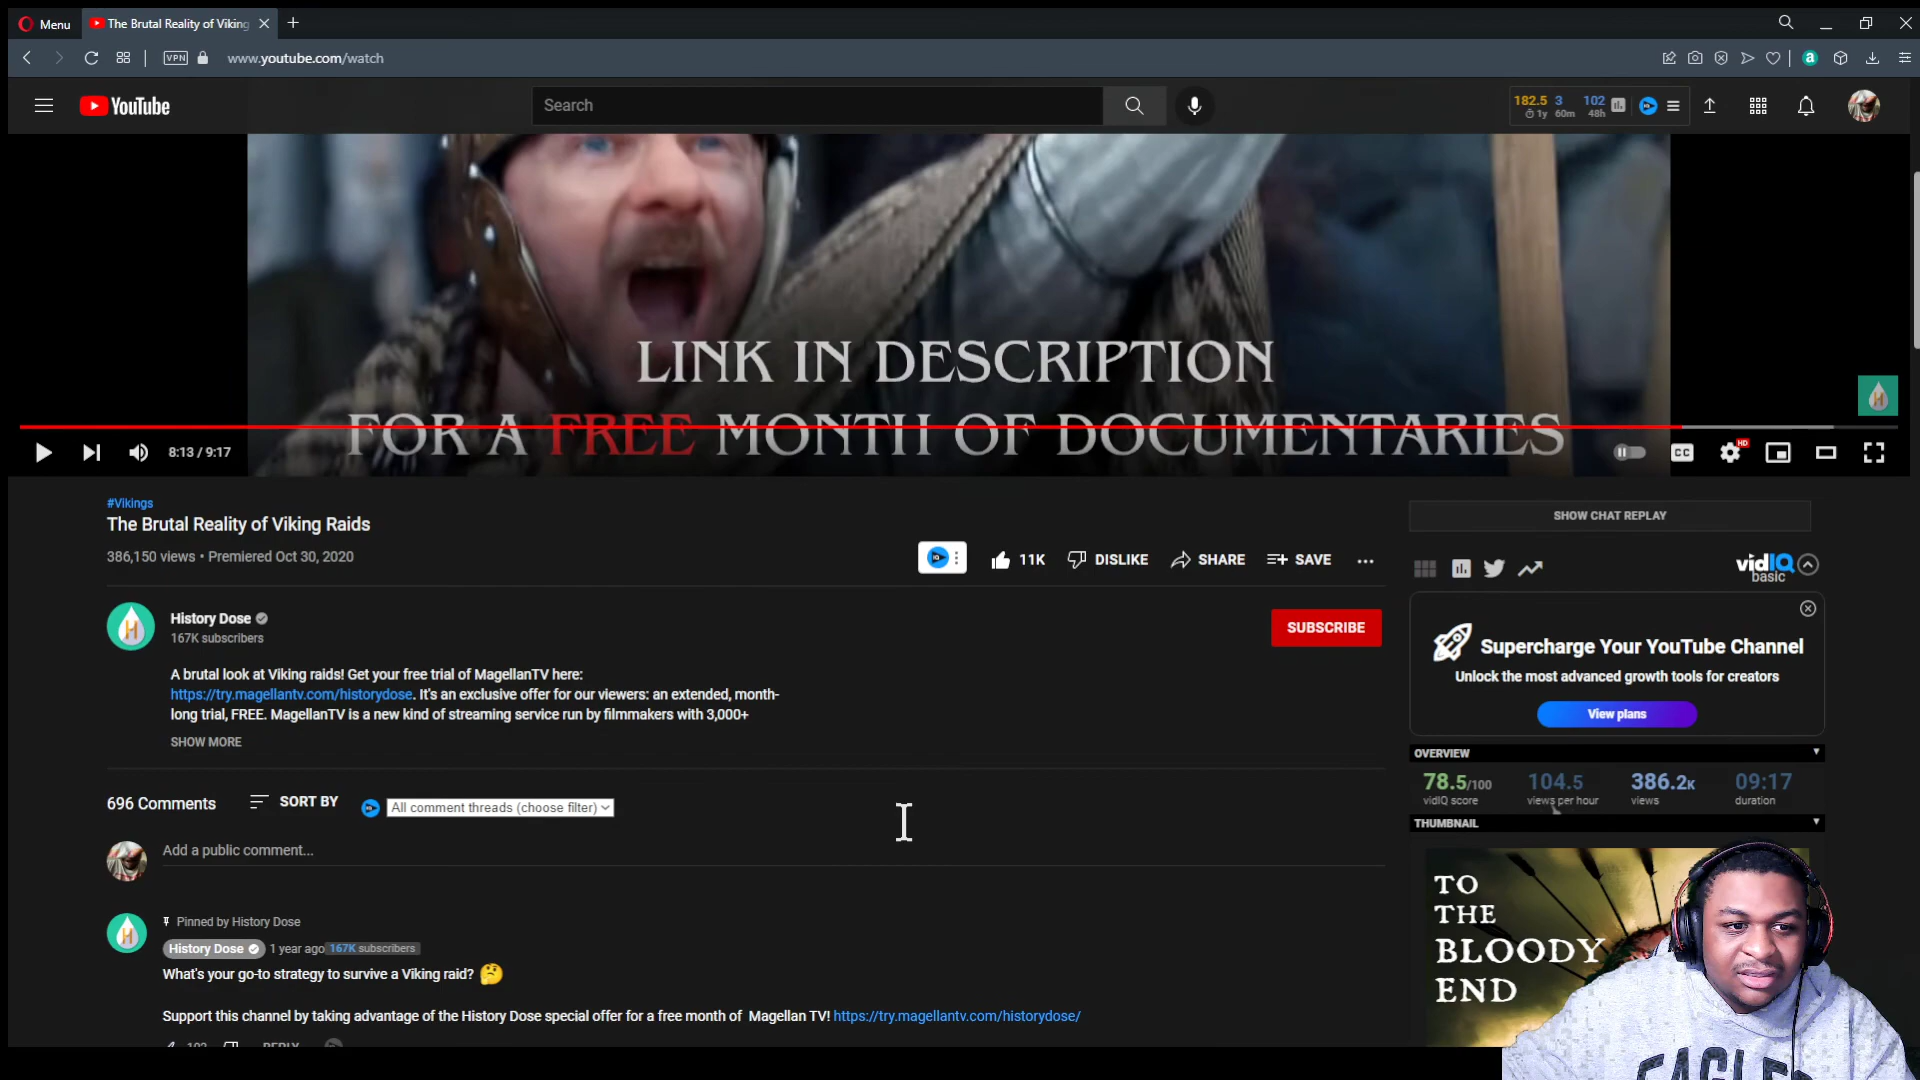 Menu
The Brutal Reality of Viking
VPN
www.youtube.com/watch
YouTube
Search
182.5 3 102
1y 60m 48h
LINK IN DESCRIPTION
FOR A FREE MONTH OF DOCUMENTARIES
8:13 / 9:17
CC
HD
#Vikings
The Brutal Reality of Viking Raids
386,150 views • Premiered Oct 30, 2020
11K
DISLIKE
SHARE
SAVE
History Dose
167K subscribers
SUBSCRIBE
A brutal look at Viking raids! Get your free trial of MagellanTV here:
https://try.magellantv.com/historydose. It's an exclusive offer for our viewers: an extended, month-
long trial, FREE. MagellanTV is a new kind of streaming service run by filmmakers with 3,000+
SHOW MORE
696 Comments
SORT BY
All comment threads (choose filter)
Add a public comment...
Pinned by History Dose
History Dose 1 year ago 167K subscribers
What's your go-to strategy to survive a Viking raid? 🤔
Support this channel by taking advantage of the History Dose special offer for a free month of Magellan TV! https://try.magellantv.com/historydose/
REPLY
SHOW CHAT REPLAY
vidIQ
basic
Supercharge Your YouTube Channel
Unlock the most advanced growth tools for creators
View plans
OVERVIEW
78.5/100 104.5 386.2K 09:17
vidIQ score views per hour views duration
THUMBNAIL
TO
THE
BLOODY
END